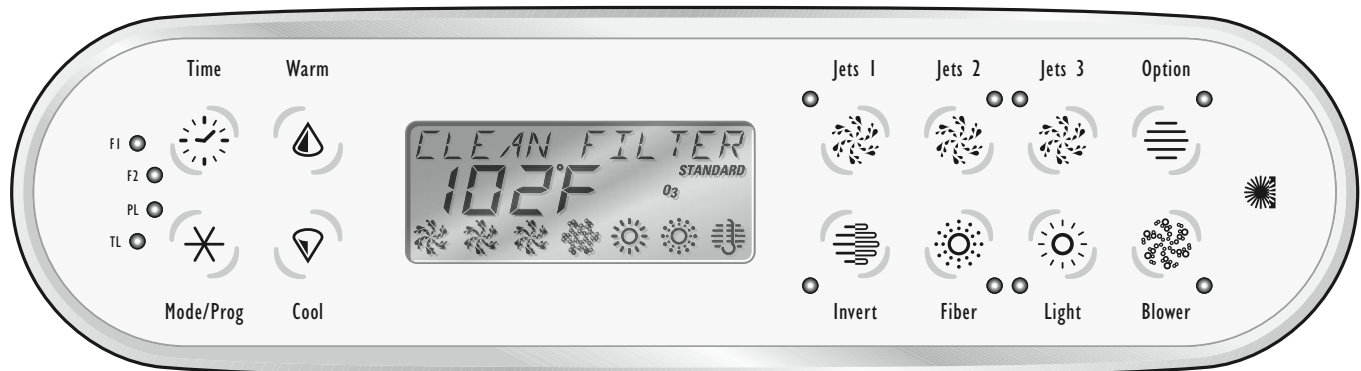 Time Warm
F1
F2
PL
TL
Mode/Prog Cool
CLEAN FILTER
102°F STANDARD
O3
Jets 1 Jets 2 Jets 3 Option
Invert Fiber Light Blower